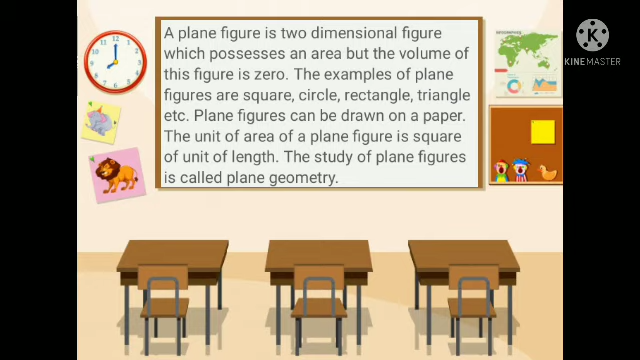 A plane figure is two dimensional figure
which possesses an area but the volume of
this figure is zero. The examples of plane
figures are square, circle, rectangle, triangle
etc. Plane figures can be drawn on a paper.
The unit of area of a plane figure is square
of unit of length. The study of plane figures
is called plane geometry.
KINEMASTER